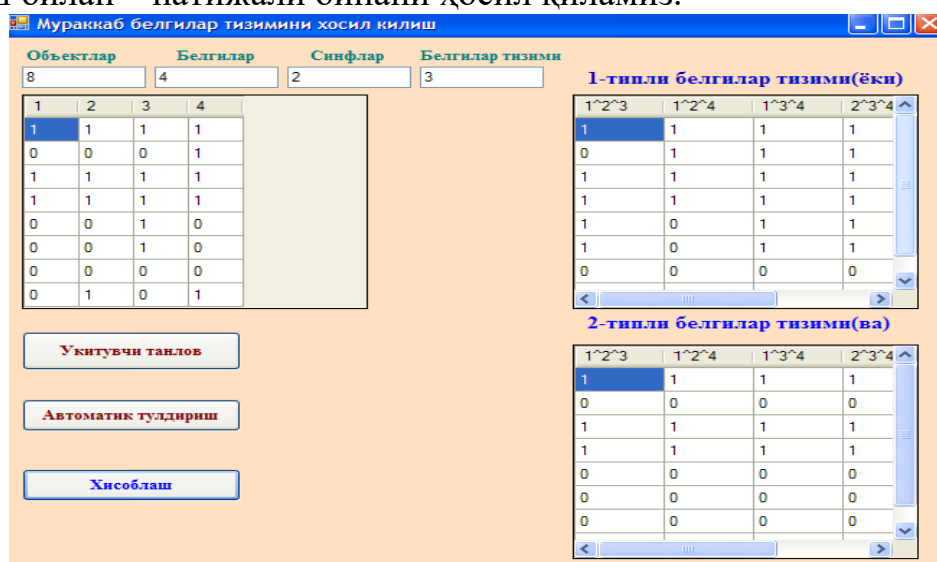 билан – натижали ойнани ҳосил қиламиз.
Мураккаб белгилар тизимини хосил килиш
Объектлар Белгилар Синфлар Белгилар тизими
8 4 2 3
1-типли белгилар тизими(ёки)
1 2 3 4
1 1 1 1
0 0 0 1
1 1 1 1
1 1 1 1
0 0 1 0
0 0 1 0
0 0 0 0
0 1 0 1
1^2^3 1^2^4 1^3^4 2^3^4
1 1 1 1
0 1 1 1
1 1 1 1
1 1 1 1
1 0 1 1
1 0 1 1
0 0 0 0
Укитувчи танлов
Автоматик тулдириш
Хисоблаш
2-типли белгилар тизими(ва)
1^2^3 1^2^4 1^3^4 2^3^4
1 1 1 1
0 0 0 0
1 1 1 1
1 1 1 1
0 0 0 0
0 0 0 0
0 0 0 0